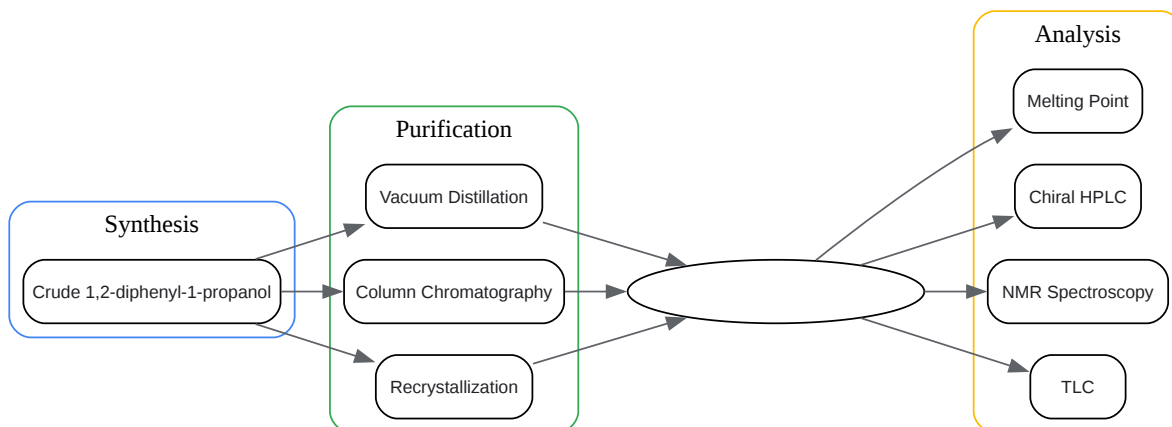 Synthesis
Crude 1,2-diphenyl-1-propanol
Purification
Vacuum Distillation
Column Chromatography
Recrystallization
Analysis
Melting Point
Chiral HPLC
NMR Spectroscopy
TLC